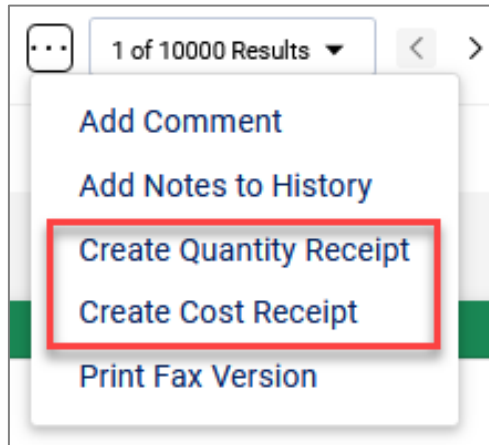 1 of 10000 Results
Add Comment
Add Notes to History
Create Quantity Receipt
Create Cost Receipt
Print Fax Version